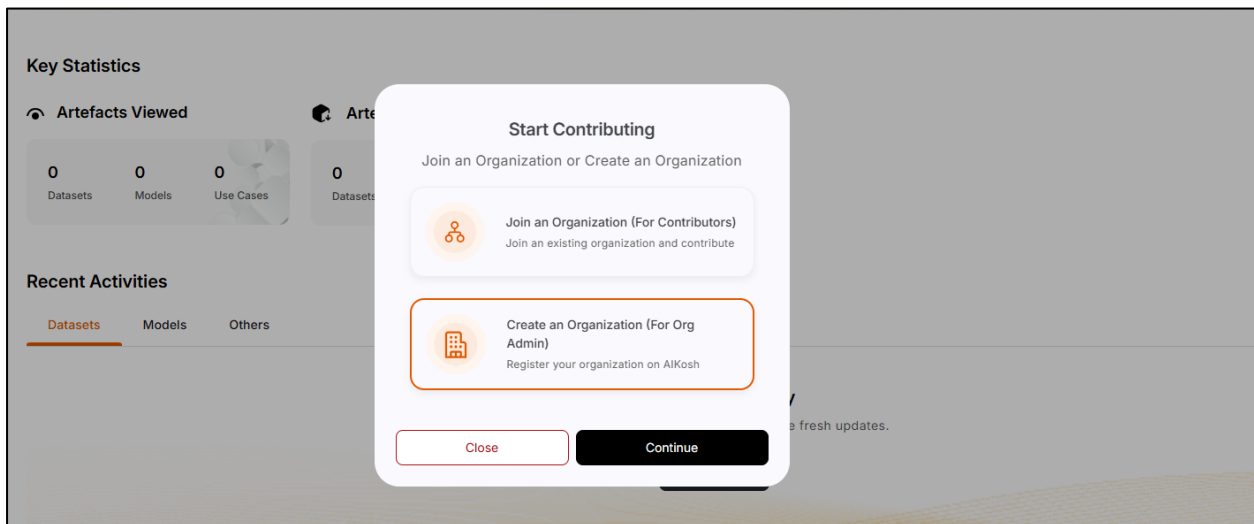 Key Statistics
Artefacts Viewed
0 0 0
Datasets Models Use Cases
0
Datasets
Recent Activities
Datasets Models Others
Start Contributing
Join an Organization or Create an Organization
Join an Organization (For Contributors)
Join an existing organization and contribute
Create an Organization (For Org
Admin)
Register your organization on AIKosh
Close Continue
fresh updates.